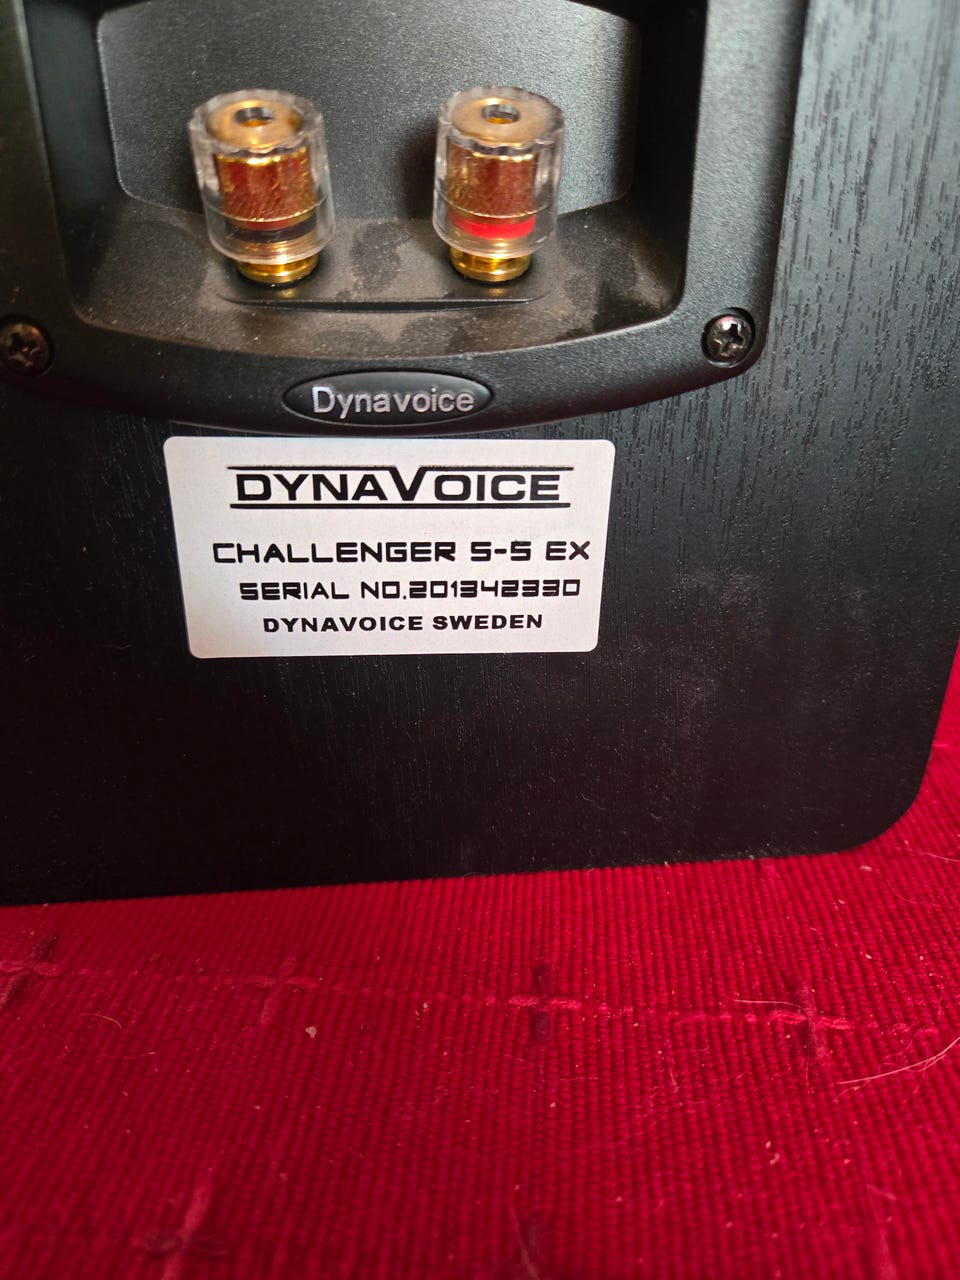 Dynavoice
DYNAVOICE
CHALLENGER S-5 EX
SERIAL NO.201342330
DYNAVOICE SWEDEN